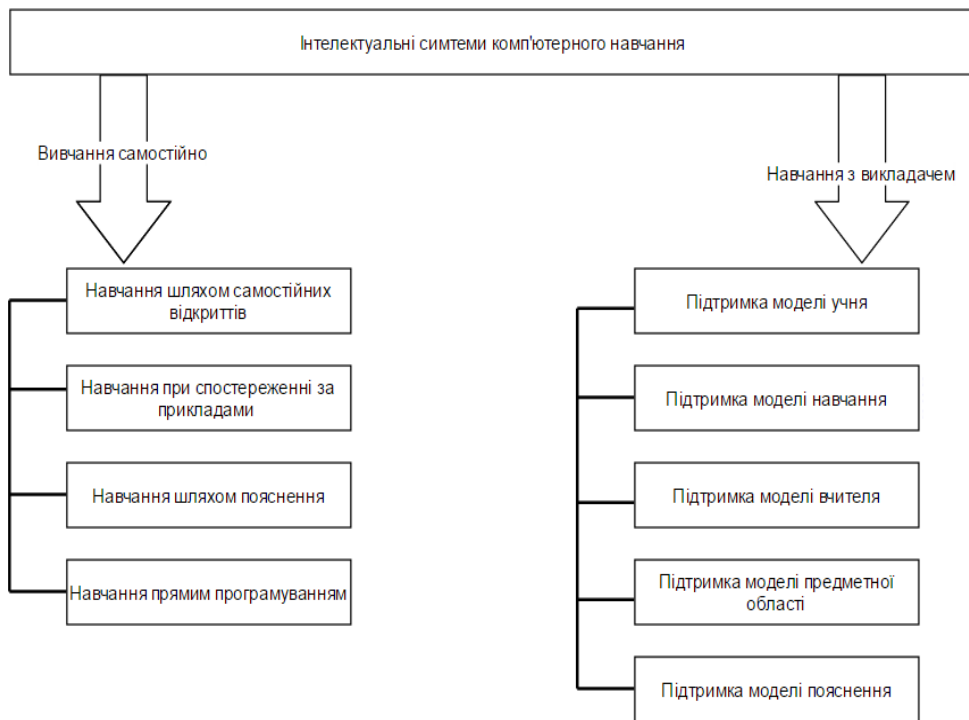 Інтелектуальні симтеми комп'ютерного навчання
Вивчання самостійно
Навчання з викладачем
Навчання шляхом самостійних
відкриттів
Навчання при спостереженні за
прикладами
Навчання шляхом пояснення
Навчання прямим програмуванням
Підтримка моделі учня
Підтримка моделі навчання
Підтримка моделі вчителя
Підтримка моделі предметної
області
Підтримка моделі пояснення